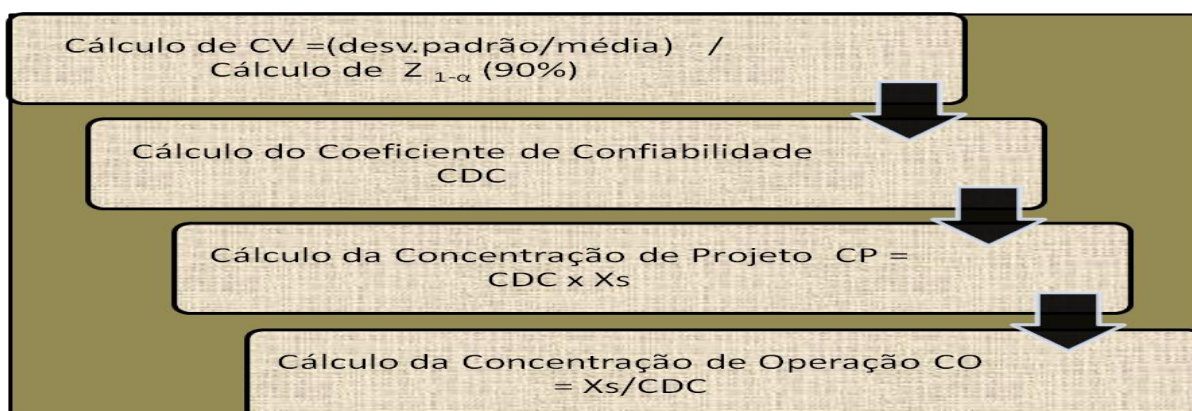 Cálculo de CV =(desv.padrão/média) /
Cálculo de Z 1-α (90%)
Cálculo do Coeficiente de Confiabilidade
CDC
Cálculo da Concentração de Projeto CP =
CDC x Xs
Cálculo da Concentração de Operação CO
= Xs/CDC